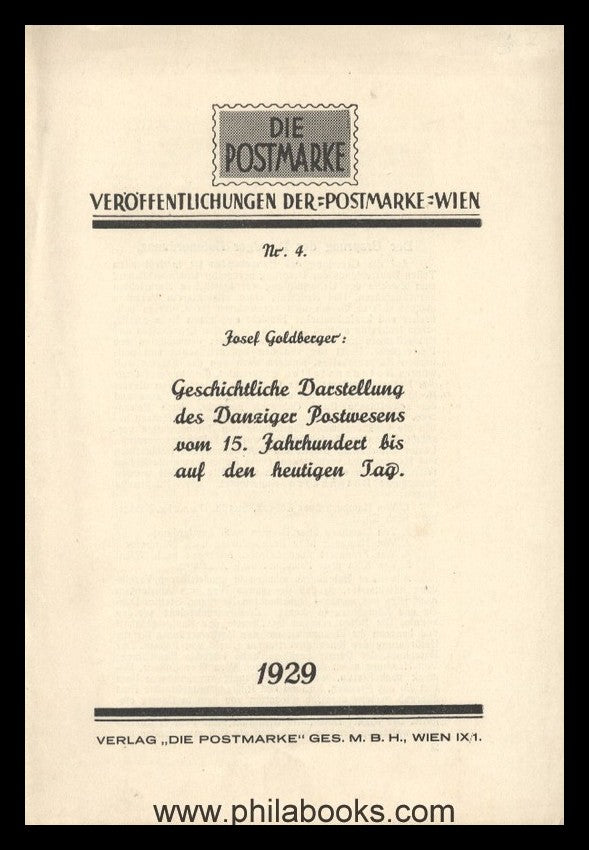 DIE
POSTMARKE
VERÖFFENTLICHUNGEN DER=POSTMARKE=WIEN
Nr. 4.
Josef Goldberger:
Geschichtliche Darstellung
des Danziger Postwesens
vom 15. Jahrhundert bis
auf den heutigen Tag.
1929
VERLAG „DIE POSTMARKE“ GES. M. B. H., WIEN IX/1.
www.philabooks.com